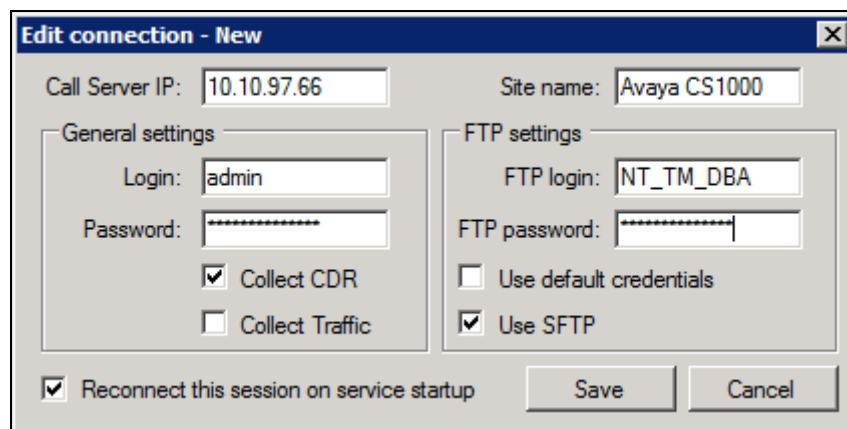 Edit connection - New
Call Server IP: 10.10.97.66 Site name: Avaya CS1000
General settings FTP settings
Login: admin FTP login: NT_TM_DBA
Password: ************** FTP password: **************
Collect CDR Use default credentials
Collect Traffic Use SFTP
Reconnect this session on service startup Save Cancel